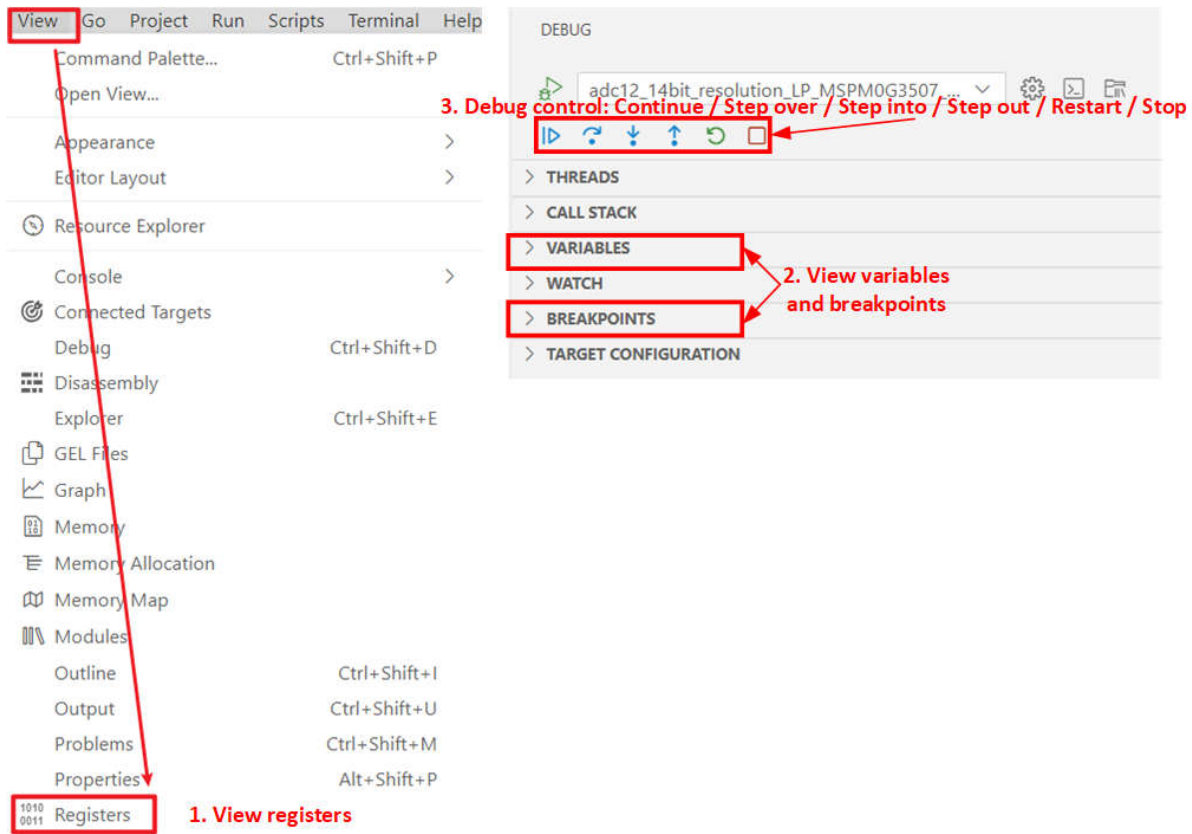 View Go Project Run Scripts Terminal Help
Command Palette... Ctrl+Shift+P
Open View...
Appearance
Editor Layout
Resource Explorer
Console
Connected Targets
Debug Ctrl+Shift+D
Disassembly
Explorer Ctrl+Shift+E
GEL Files
Graph
Memory
Memory Allocation
Memory Map
Modules
Outline Ctrl+Shift+I
Output Ctrl+Shift+U
Problems Ctrl+Shift+M
Properties Alt+Shift+P
1010
0011
Registers
1. View registers
DEBUG
adc12_14bit_resolution_LP_MSPM0G3507_...
3. Debug control: Continue / Step over / Step into / Step out / Restart / Stop
THREADS
CALL STACK
VARIABLES
WATCH
BREAKPOINTS
TARGET CONFIGURATION
2. View variables
and breakpoints